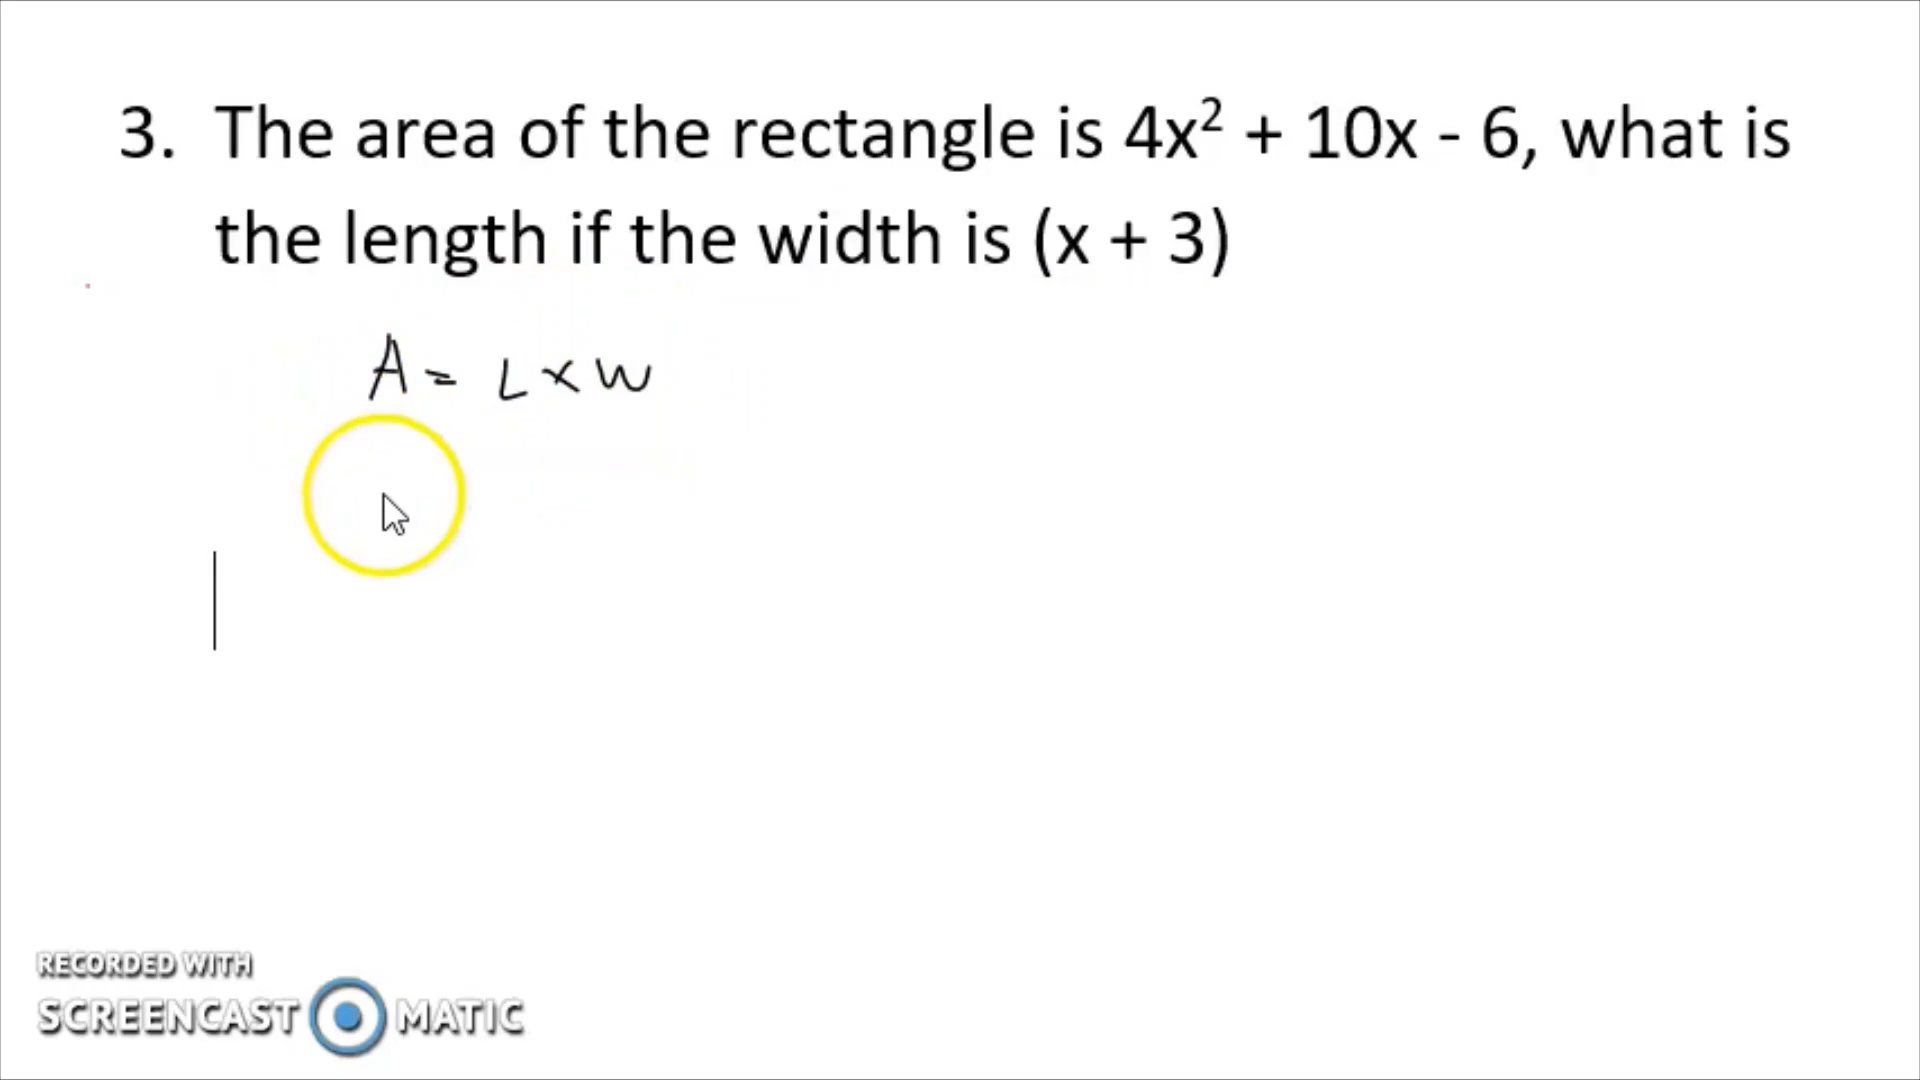 3. The area of the rectangle is 4x² + 10x - 6, what is
the length if the width is (x + 3)
A = L x W
RECORDED WITH
SCREENCAST MATIC